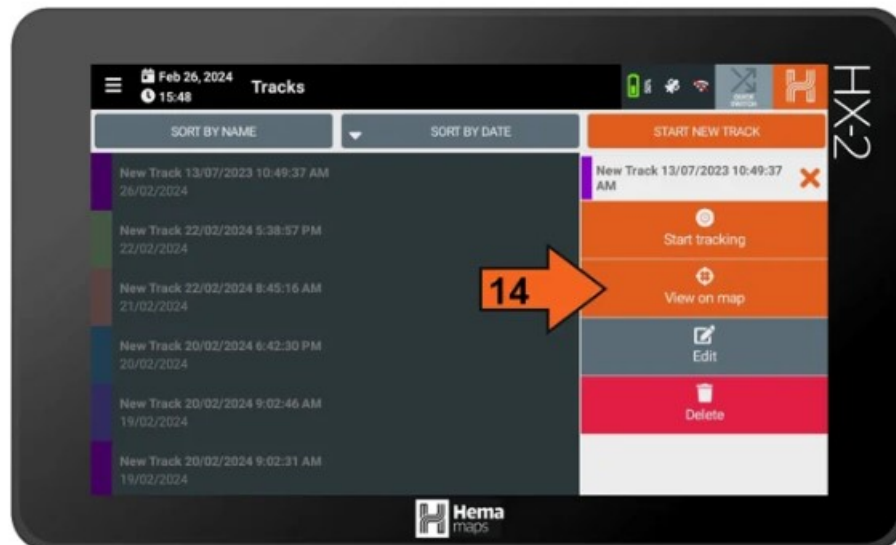 Feb 26, 2024
15:48
Tracks
QUICK
SWITCH
HX-2
SORT BY NAME
SORT BY DATE
START NEW TRACK
New Track 13/07/2023 10:49:37 AM
26/02/2024
New Track 22/02/2024 5:38:57 PM
22/02/2024
New Track 22/02/2024 8:45:16 AM
21/02/2024
New Track 20/02/2024 6:42:30 PM
20/02/2024
New Track 20/02/2024 9:02:46 AM
19/02/2024
New Track 20/02/2024 9:02:31 AM
19/02/2024
New Track 13/07/2023 10:49:37
AM
Start tracking
14
View on map
Edit
Delete
Hema
maps